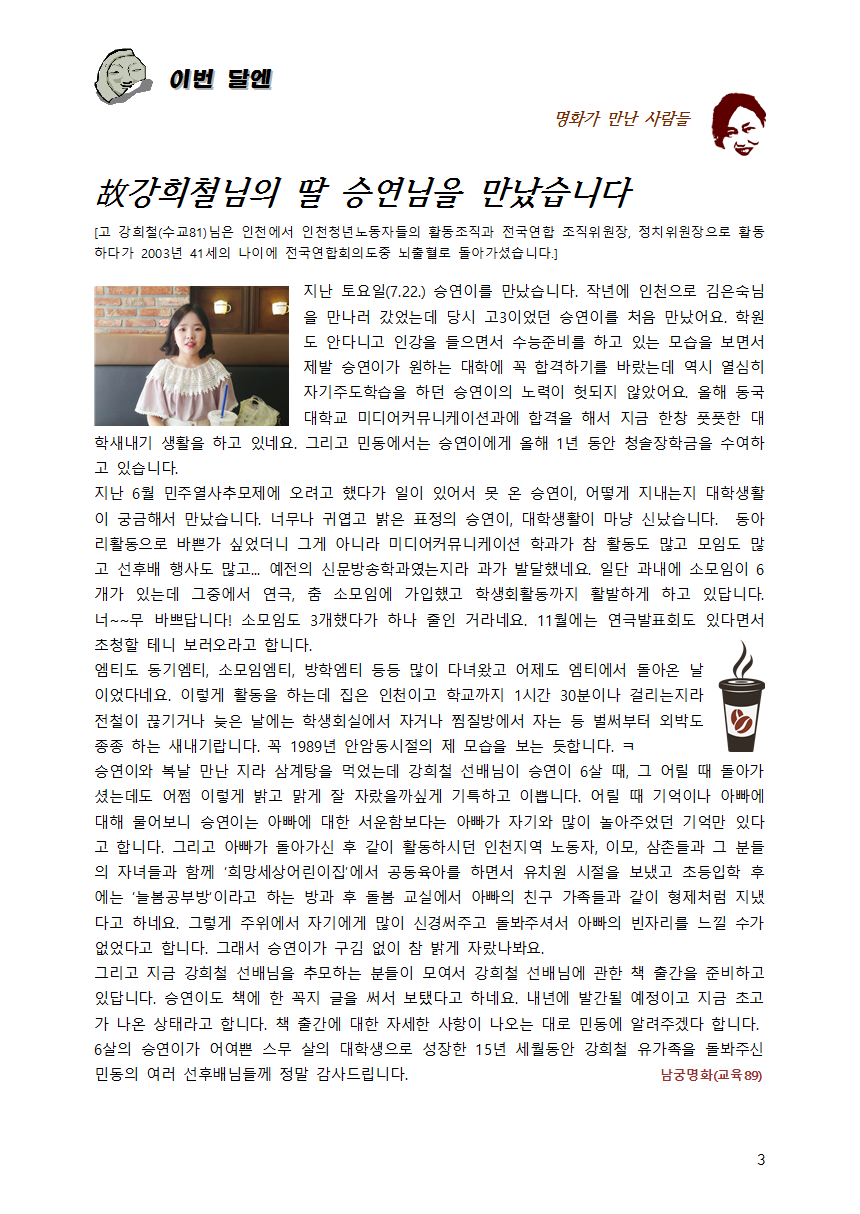 이번 달엔
명화가 만난 사람들
故강희철님의 딸 승연님을 만났습니다
[고 강희철(수교81)님은 인천에서 인천청년노동자들의 활동조직과 전국연합 조직위원장, 정치위원장으로 활동
하다가 2003년 41세의 나이에 전국연합회의도중 뇌출혈로 돌아가셨습니다.]
지난 토요일(7.22.) 승연이를 만났습니다. 작년에 인천으로 김은숙님
을 만나러 갔었는데 당시 고3이었던 승연이를 처음 만났어요. 학원
도 안다니고 인강을 들으면서 수능준비를 하고 있는 모습을 보면서
제발 승연이가 원하는 대학에 꼭 합격하기를 바랐는데 역시 열심히
자기주도학습을 하던 승연이의 노력이 헛되지 않았어요. 올해 동국
대학교 미디어커뮤니케이션과에 합격을 해서 지금 한창 풋풋한 대
학새내기 생활을 하고 있네요. 그리고 민동에서는 승연이에게 올해 1년 동안 청솔장학금을 수여하
고 있습니다.
지난 6월 민주열사추모제에 오려고 했다가 일이 있어서 못 온 승연이, 어떻게 지내는지 대학생활
이 궁금해서 만났습니다. 너무나 귀엽고 밝은 표정의 승연이, 대학생활이 마냥 신났습니다. 동아
리활동으로 바쁜가 싶었더니 그게 아니라 미디어커뮤니케이션 학과가 참 활동도 많고 모임도 많
고 선후배 행사도 많고... 예전의 신문방송학과였는지라 과가 발달했네요. 일단 과내에 소모임이 6
개가 있는데 그중에서 연극, 춤 소모임에 가입했고 학생회활동까지 활발하게 하고 있답니다.
너~~무 바쁘답니다! 소모임도 3개했다가 하나 줄인 거라네요. 11월에는 연극발표회도 있다면서
초청할 테니 보러오라고 합니다.
엠티도 동기엠티, 소모임엠티, 방학엠티 등등 많이 다녀왔고 어제도 엠티에서 돌아온 날
이었다네요. 이렇게 활동을 하는데 집은 인천이고 학교까지 1시간 30분이나 걸리는지라
전철이 끊기거나 늦은 날에는 학생회실에서 자거나 찜질방에서 자는 등 벌써부터 외박도
종종 하는 새내기랍니다. 꼭 1989년 안암동시절의 제 모습을 보는 듯합니다. ㅋ
승연이와 복날 만난 지라 삼계탕을 먹었는데 강희철 선배님이 승연이 6살 때, 그 어릴 때 돌아가
셨는데도 어쩜 이렇게 밝고 맑게 잘 자랐을까싶게 기특하고 이쁩니다. 어릴 때 기억이나 아빠에
대해 물어보니 승연이는 아빠에 대한 서운함보다는 아빠가 자기와 많이 놀아주었던 기억만 있다
고 합니다. 그리고 아빠가 돌아가신 후 같이 활동하시던 인천지역 노동자, 이모, 삼촌들과 그 분들
의 자녀들과 함께 '희망세상어린이집'에서 공동육아를 하면서 유치원 시절을 보냈고 초등입학 후
에는 '늘봄공부방'이라고 하는 방과 후 돌봄 교실에서 아빠의 친구 가족들과 같이 형제처럼 지냈
다고 하네요. 그렇게 주위에서 자기에게 많이 신경써주고 돌봐주셔서 아빠의 빈자리를 느낄 수가
없었다고 합니다. 그래서 승연이가 구김 없이 참 밝게 자랐나봐요.
그리고 지금 강희철 선배님을 추모하는 분들이 모여서 강희철 선배님에 관한 책 출간을 준비하고
있답니다. 승연이도 책에 한 꼭지 글을 써서 보탰다고 하네요. 내년에 발간될 예정이고 지금 초고
가 나온 상태라고 합니다. 책 출간에 대한 자세한 사항이 나오는 대로 민동에 알려주겠다 합니다.
6살의 승연이가 어여쁜 스무 살의 대학생으로 성장한 15년 세월동안 강희철 유가족을 돌봐주신
민동의 여러 선후배님들께 정말 감사드립니다. 남궁명화(교육89)
3